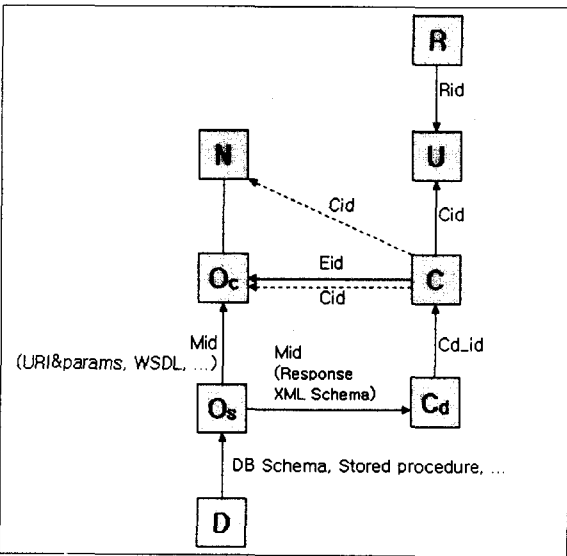 R
Rid
N
U
Cid
Cid
Eid
Oc
C
Cid
Mid
(URI&params, WSDL, ...)
Mid
(Response
XML Schema)
Cd_id
Os
Cd
DB Schema, Stored procedure, ...
D